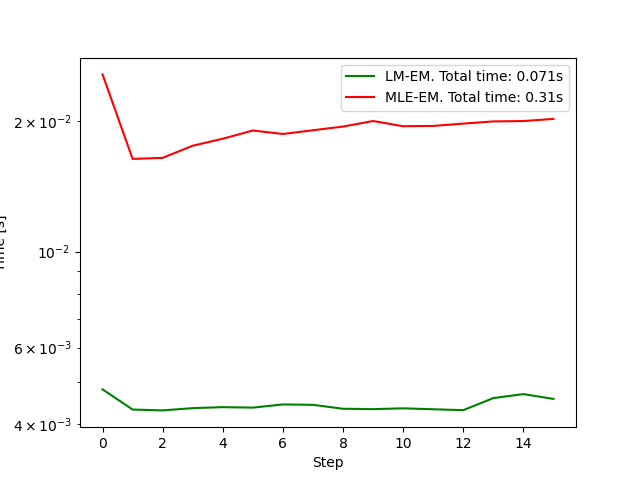 LM-EM. Total time: 0.071s
MLE-EM. Total time: 0.31s
2 × 10⁻²
10⁻²
6 × 10⁻³
4 × 10⁻³
[s]
0 2 4 6 8 10 12 14
Step